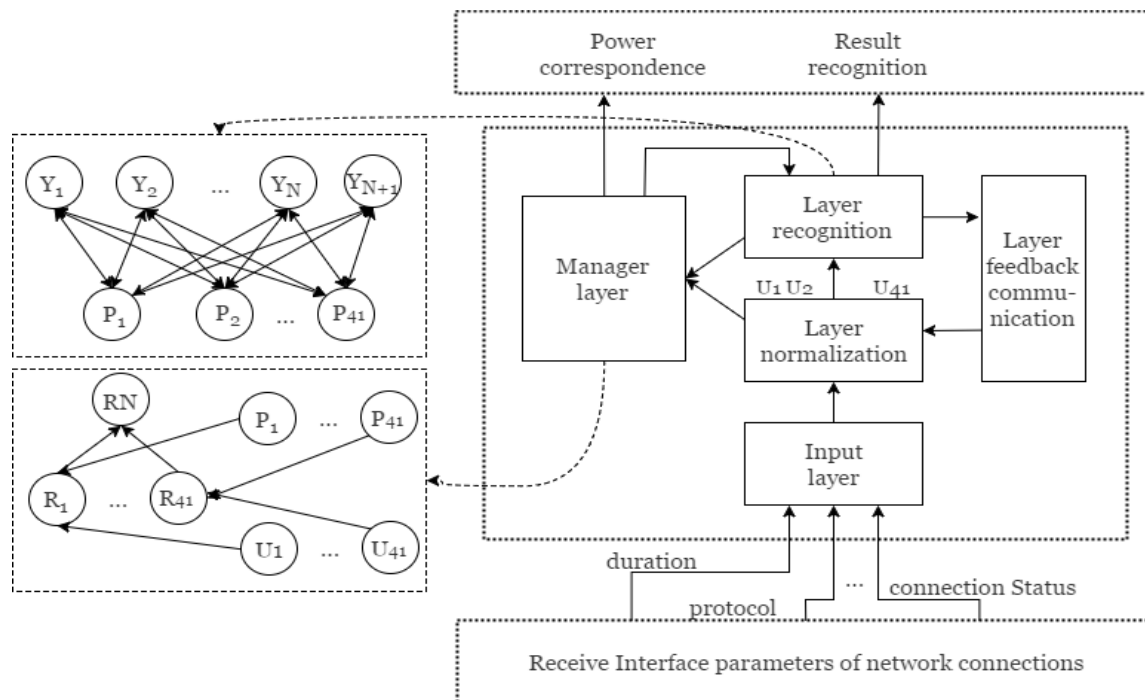 Power
correspondence
Result
recognition
Y1 Y2 ... YN YN+1
P1 P2 ... P41
Layer
recognition
Manager
layer
Layer
feedback
commu-
nication
U1 U2 U41
Layer
normalization
RN
P1 ... P41
R1 ... R41
U1 ... U41
Input
layer
duration
...
protocol
connection Status
Receive Interface parameters of network connections